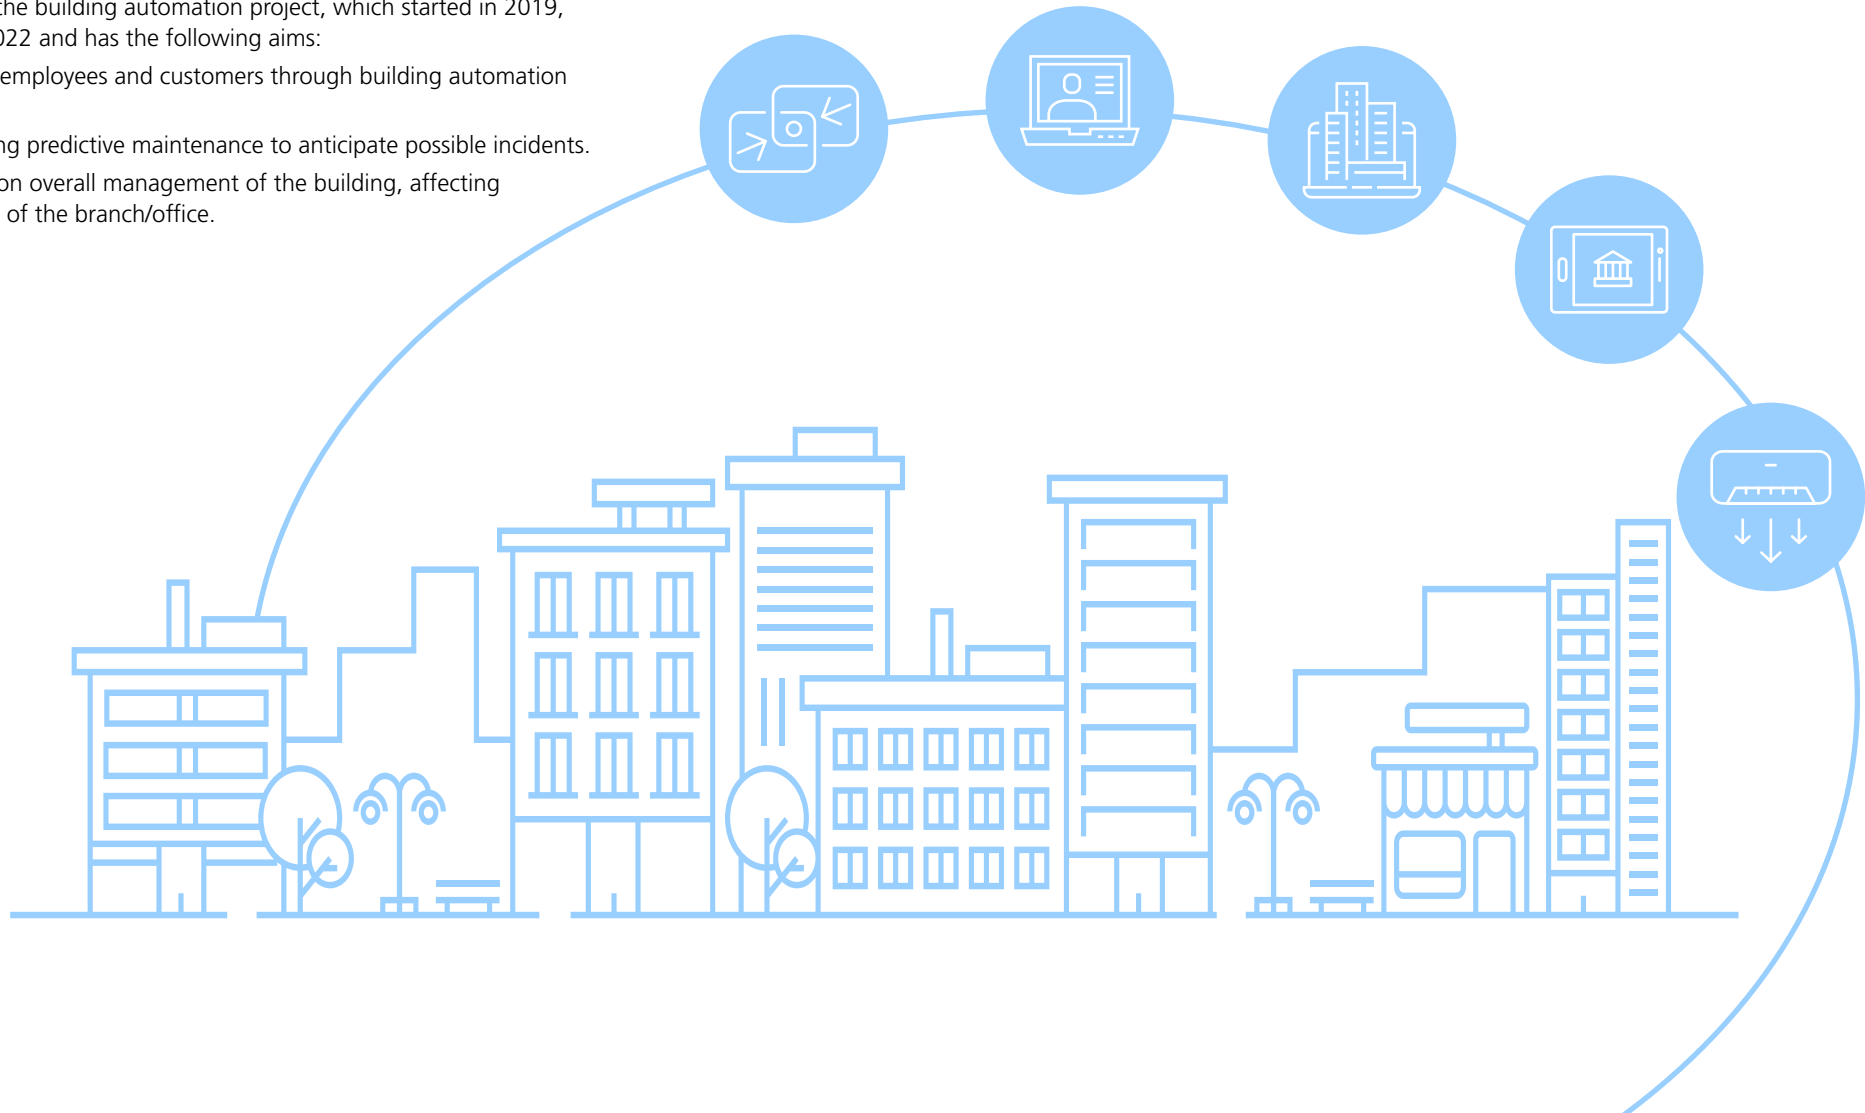 the building automation project, which started in 2019,
022 and has the following aims:
employees and customers through building automation
ng predictive maintenance to anticipate possible incidents.
on overall management of the building, affecting
of the branch/office.